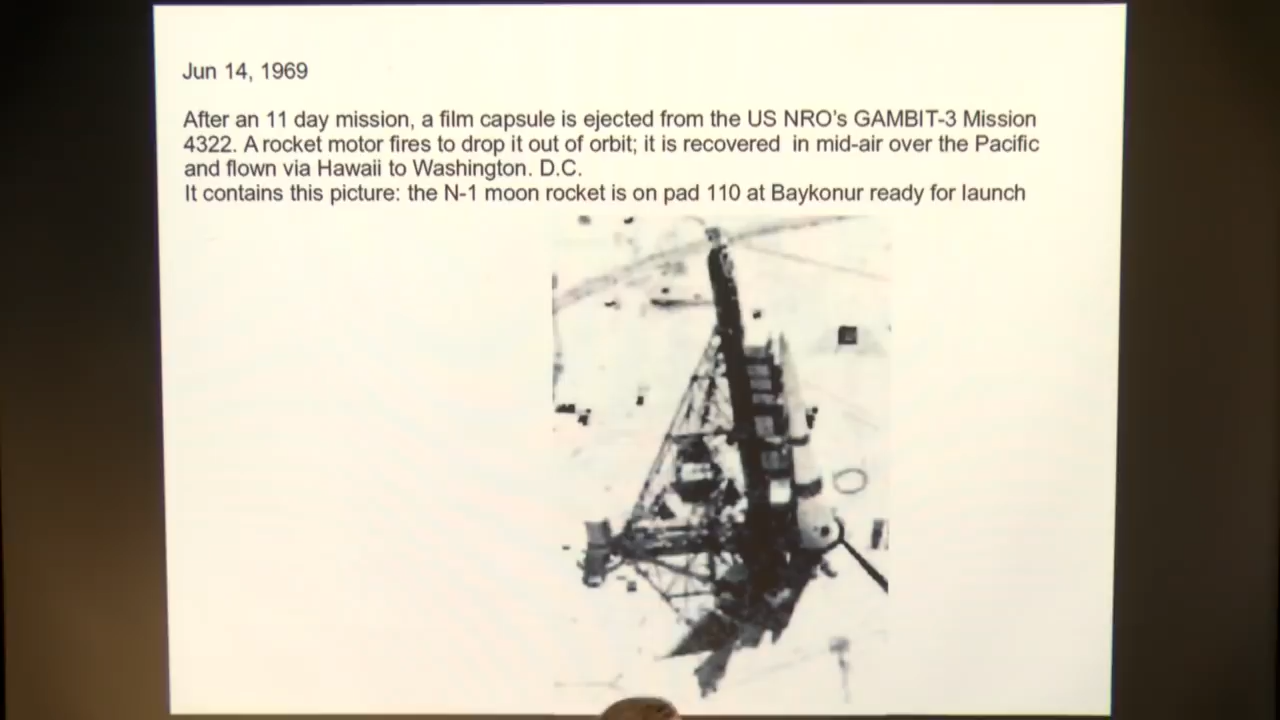 Jun 14, 1969
After an 11 day mission, a film capsule is ejected from the US NRO's GAMBIT-3 Mission
4322. A rocket motor fires to drop it out of orbit; it is recovered in mid-air over the Pacific
and flown via Hawaii to Washington. D.C.
It contains this picture: the N-1 moon rocket is on pad 110 at Baykonur ready for launch